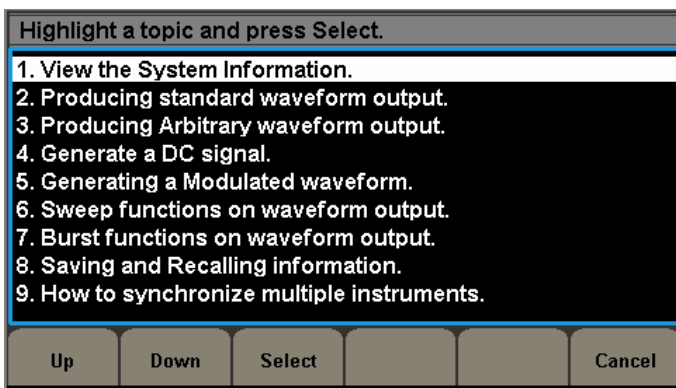 Highlight a topic and press Select.
1. View the System Information.
2. Producing standard waveform output.
3. Producing Arbitrary waveform output.
4. Generate a DC signal.
5. Generating a Modulated waveform.
6. Sweep functions on waveform output.
7. Burst functions on waveform output.
8. Saving and Recalling information.
9. How to synchronize multiple instruments.
Up Down Select Cancel